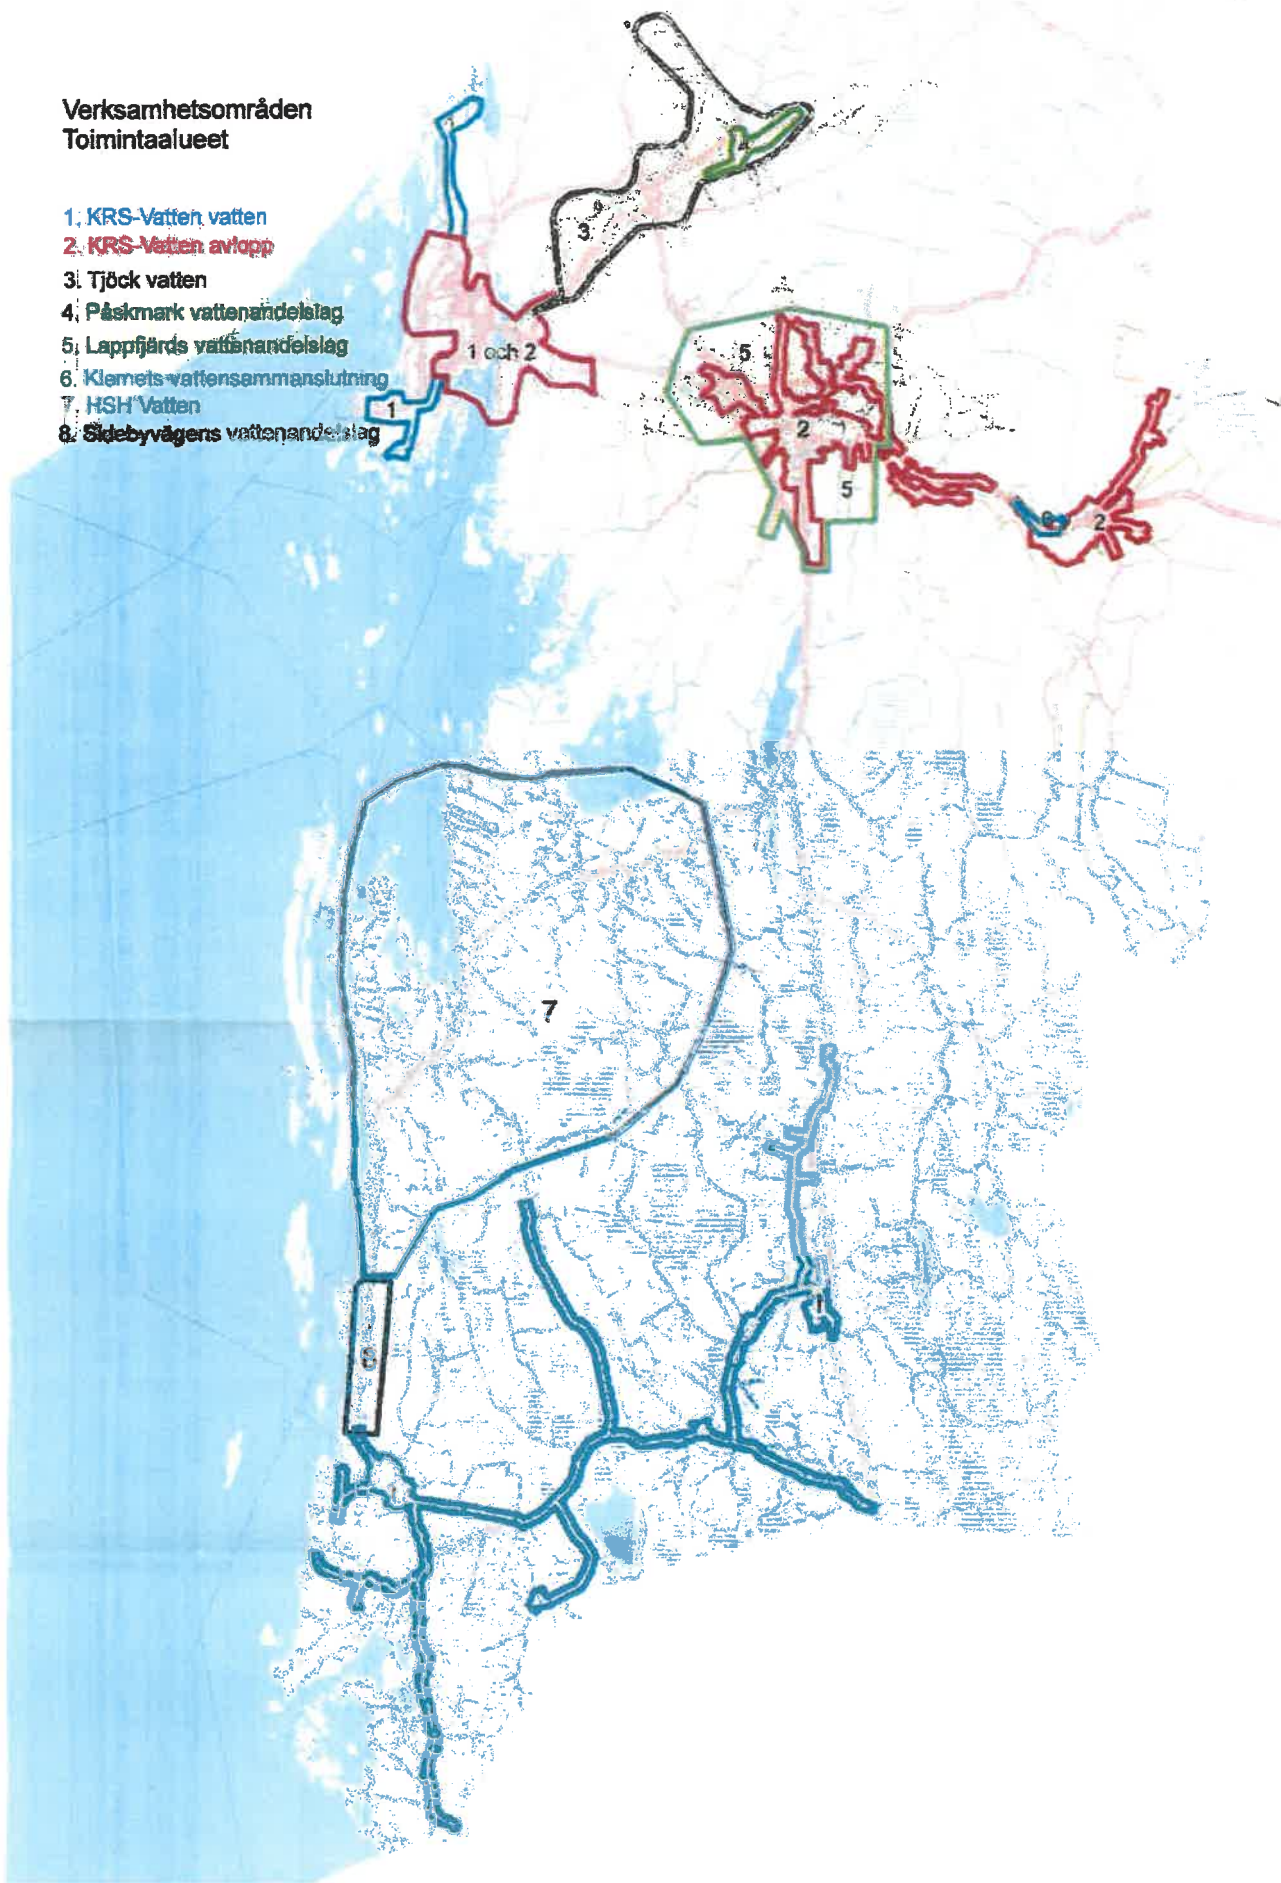 Verksamhetsområden
Toimintaalueet
1. KRS-Vatten vatten
2. KRS-Vatten avlopp
3. Tjöck vatten
4. Påskmark vattenandelslag
5. Lappfjärds vattenandelslag
6. Klemets vattensammanslutning
7. HSH Vatten
8. Sidebyvägens vattenandelslag
4
3
1 och 2
1
5
2
5
6
2
7
1
8
1